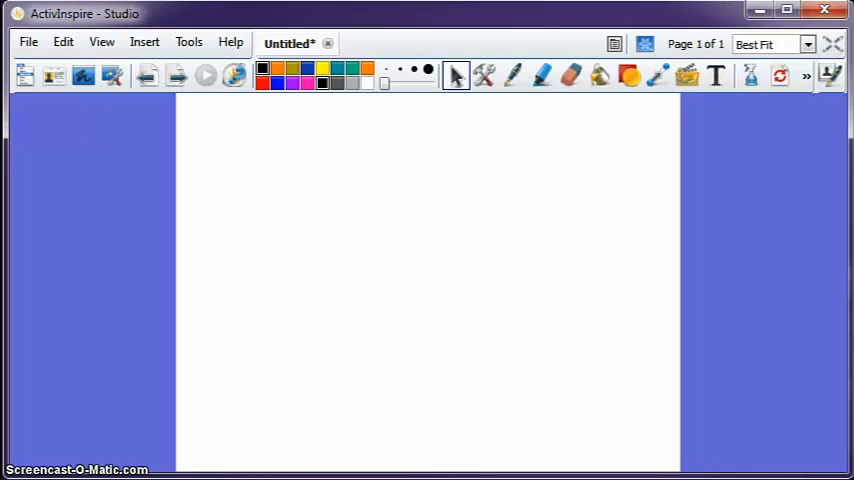 ActivInspire - Studio
File Edit View Insert Tools Help Untitled* Page 1 of 1 Best Fit
T »
Screencast-O-Matic.com